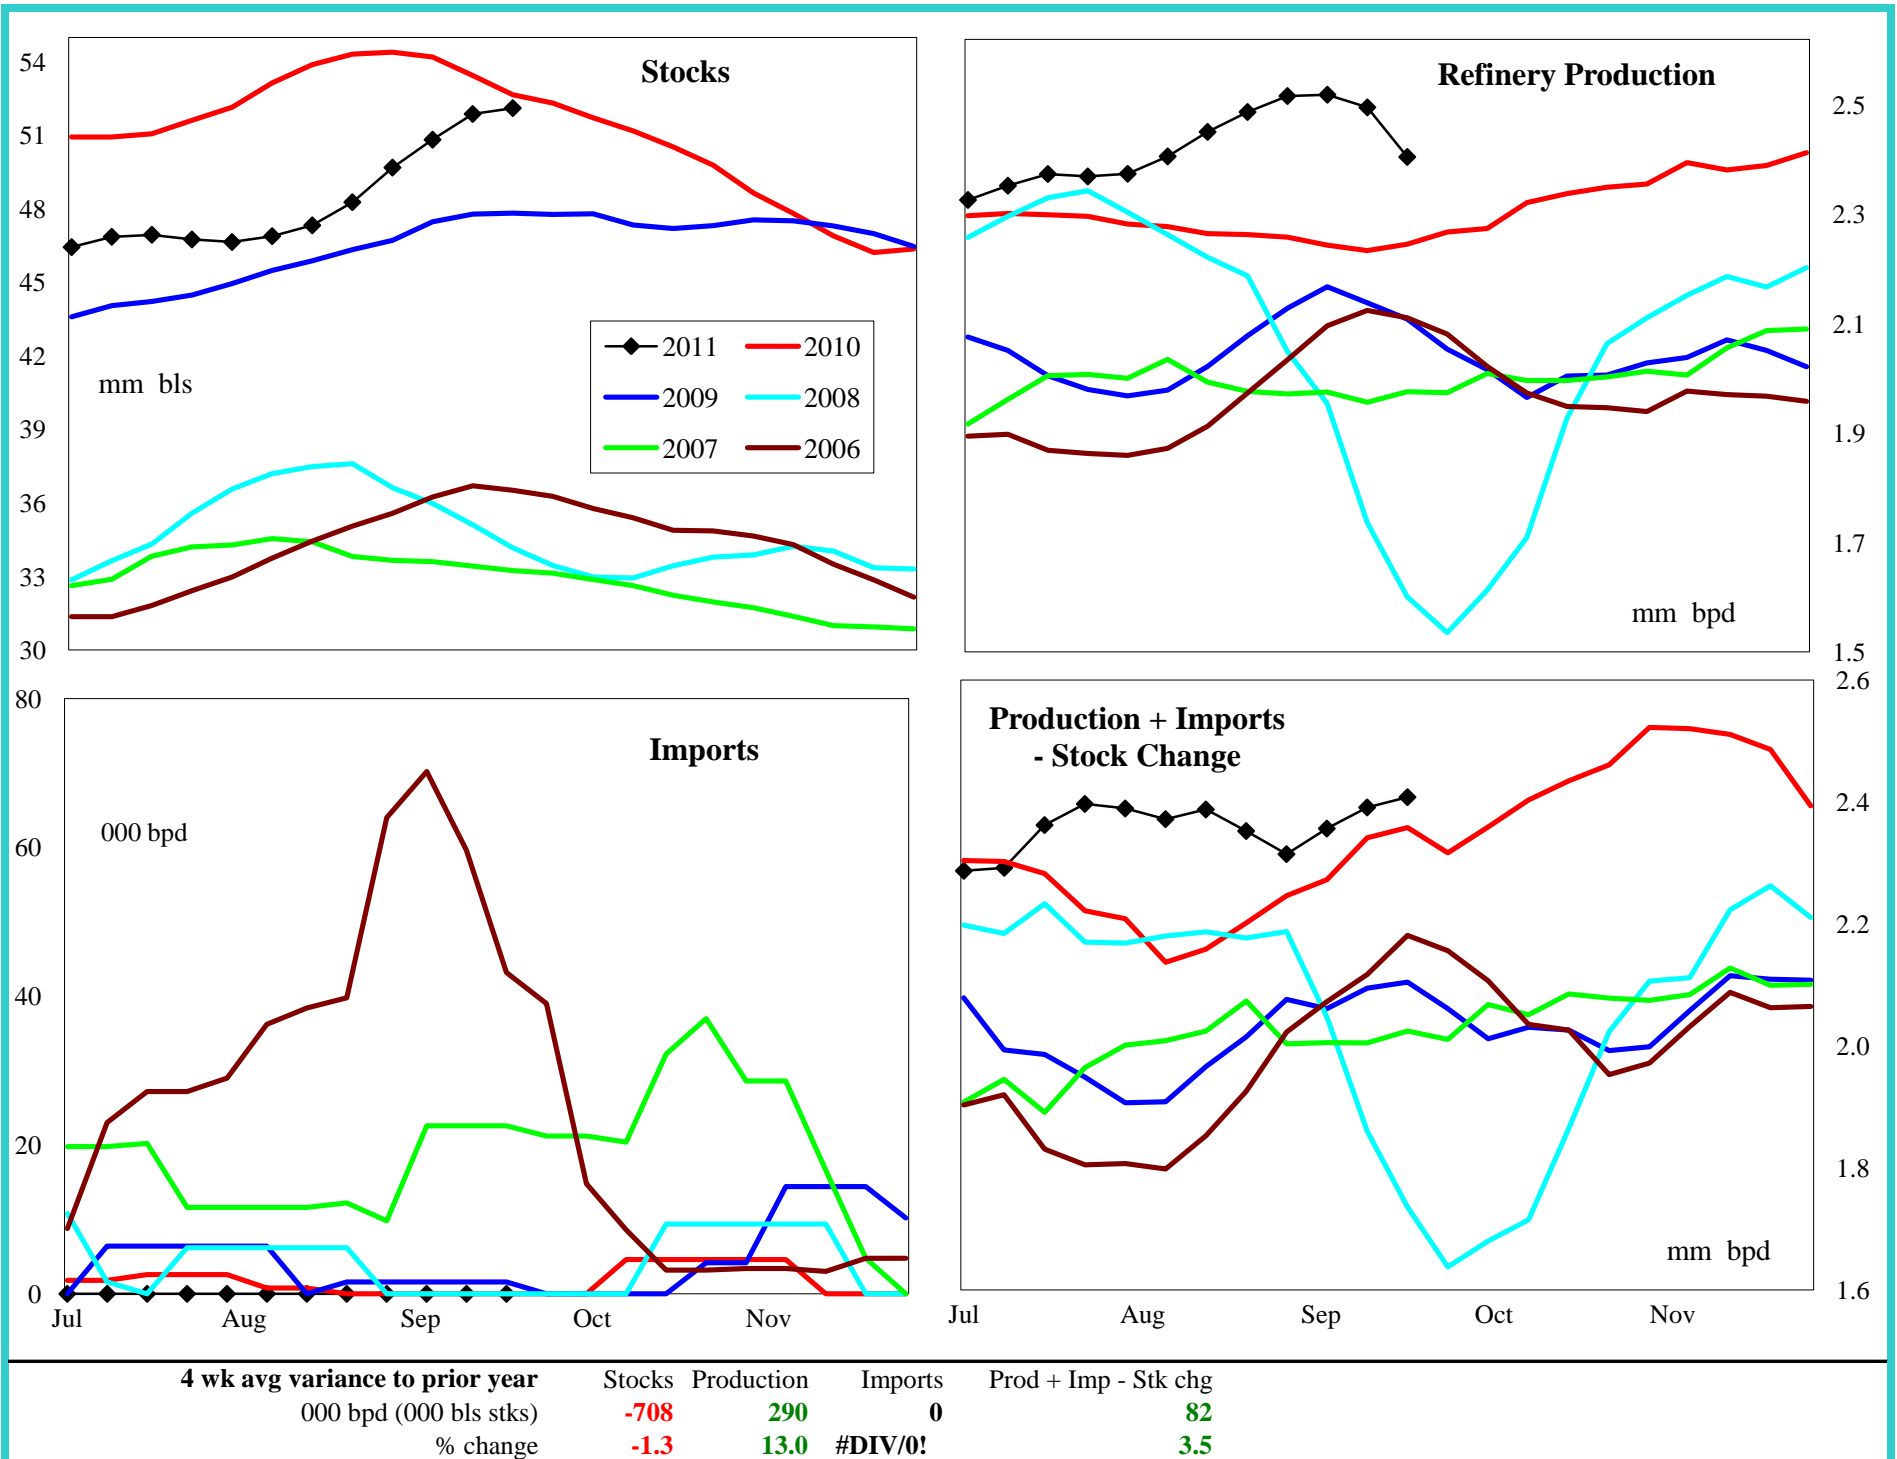 Stocks
54
51
48
45
42
39
36
33
30
mm bls
2011 2010
2009 2008
2007 2006
Refinery Production
2.5
2.3
2.1
1.9
1.7
1.5
mm bpd
Imports
80
60
40
20
0
000 bpd
Jul Aug Sep Oct Nov
Production + Imports
- Stock Change
2.6
2.4
2.2
2.0
1.8
1.6
mm bpd
Jul Aug Sep Oct Nov
4 wk avg variance to prior year Stocks Production Imports Prod + Imp - Stk chg
000 bpd (000 bls stks) -708 290 0 82
% change -1.3 13.0 #DIV/0! 3.5